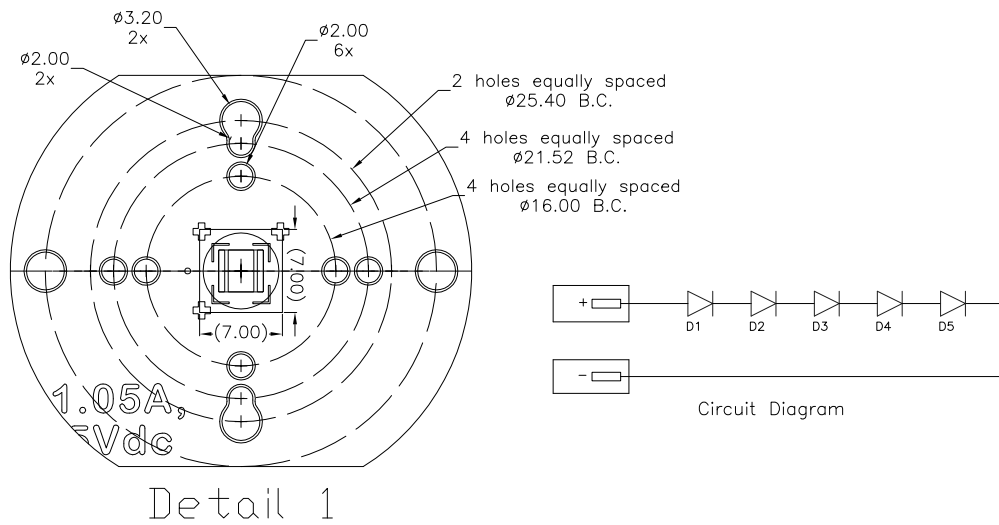 ø3.20
2x
ø2.00
6x
ø2.00
2x
2 holes equally spaced
ø25.40 B.C.
4 holes equally spaced
ø21.52 B.C.
4 holes equally spaced
ø16.00 B.C.
(7.00)
(7.00)
1.05A,
5Vdc
Detail 1
+
D1 D2 D3 D4 D5
-
Circuit Diagram